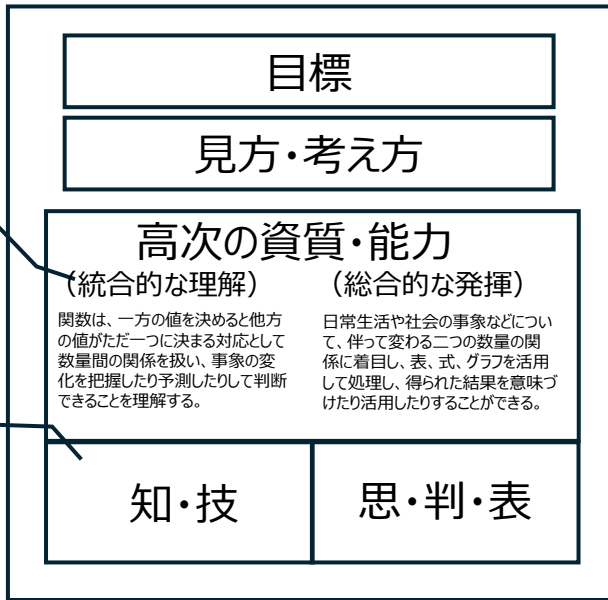 目標
見方・考え方
高次の資質・能力
(統合的な理解)
関数は、一方の値を決めると他方
の値がただ一つに決まる対応として
数量間の関係を扱い、事象の変
化を把握したり予測したりして判断
できることを理解する。
(総合的な発揮)
日常生活や社会の事象などについ
て、伴って変わる二つの数量の関
係に着目し、表、式、グラフを活用
して処理し、得られた結果を意味づ
けたり活用したりすることができる。
知・技
思・判・表